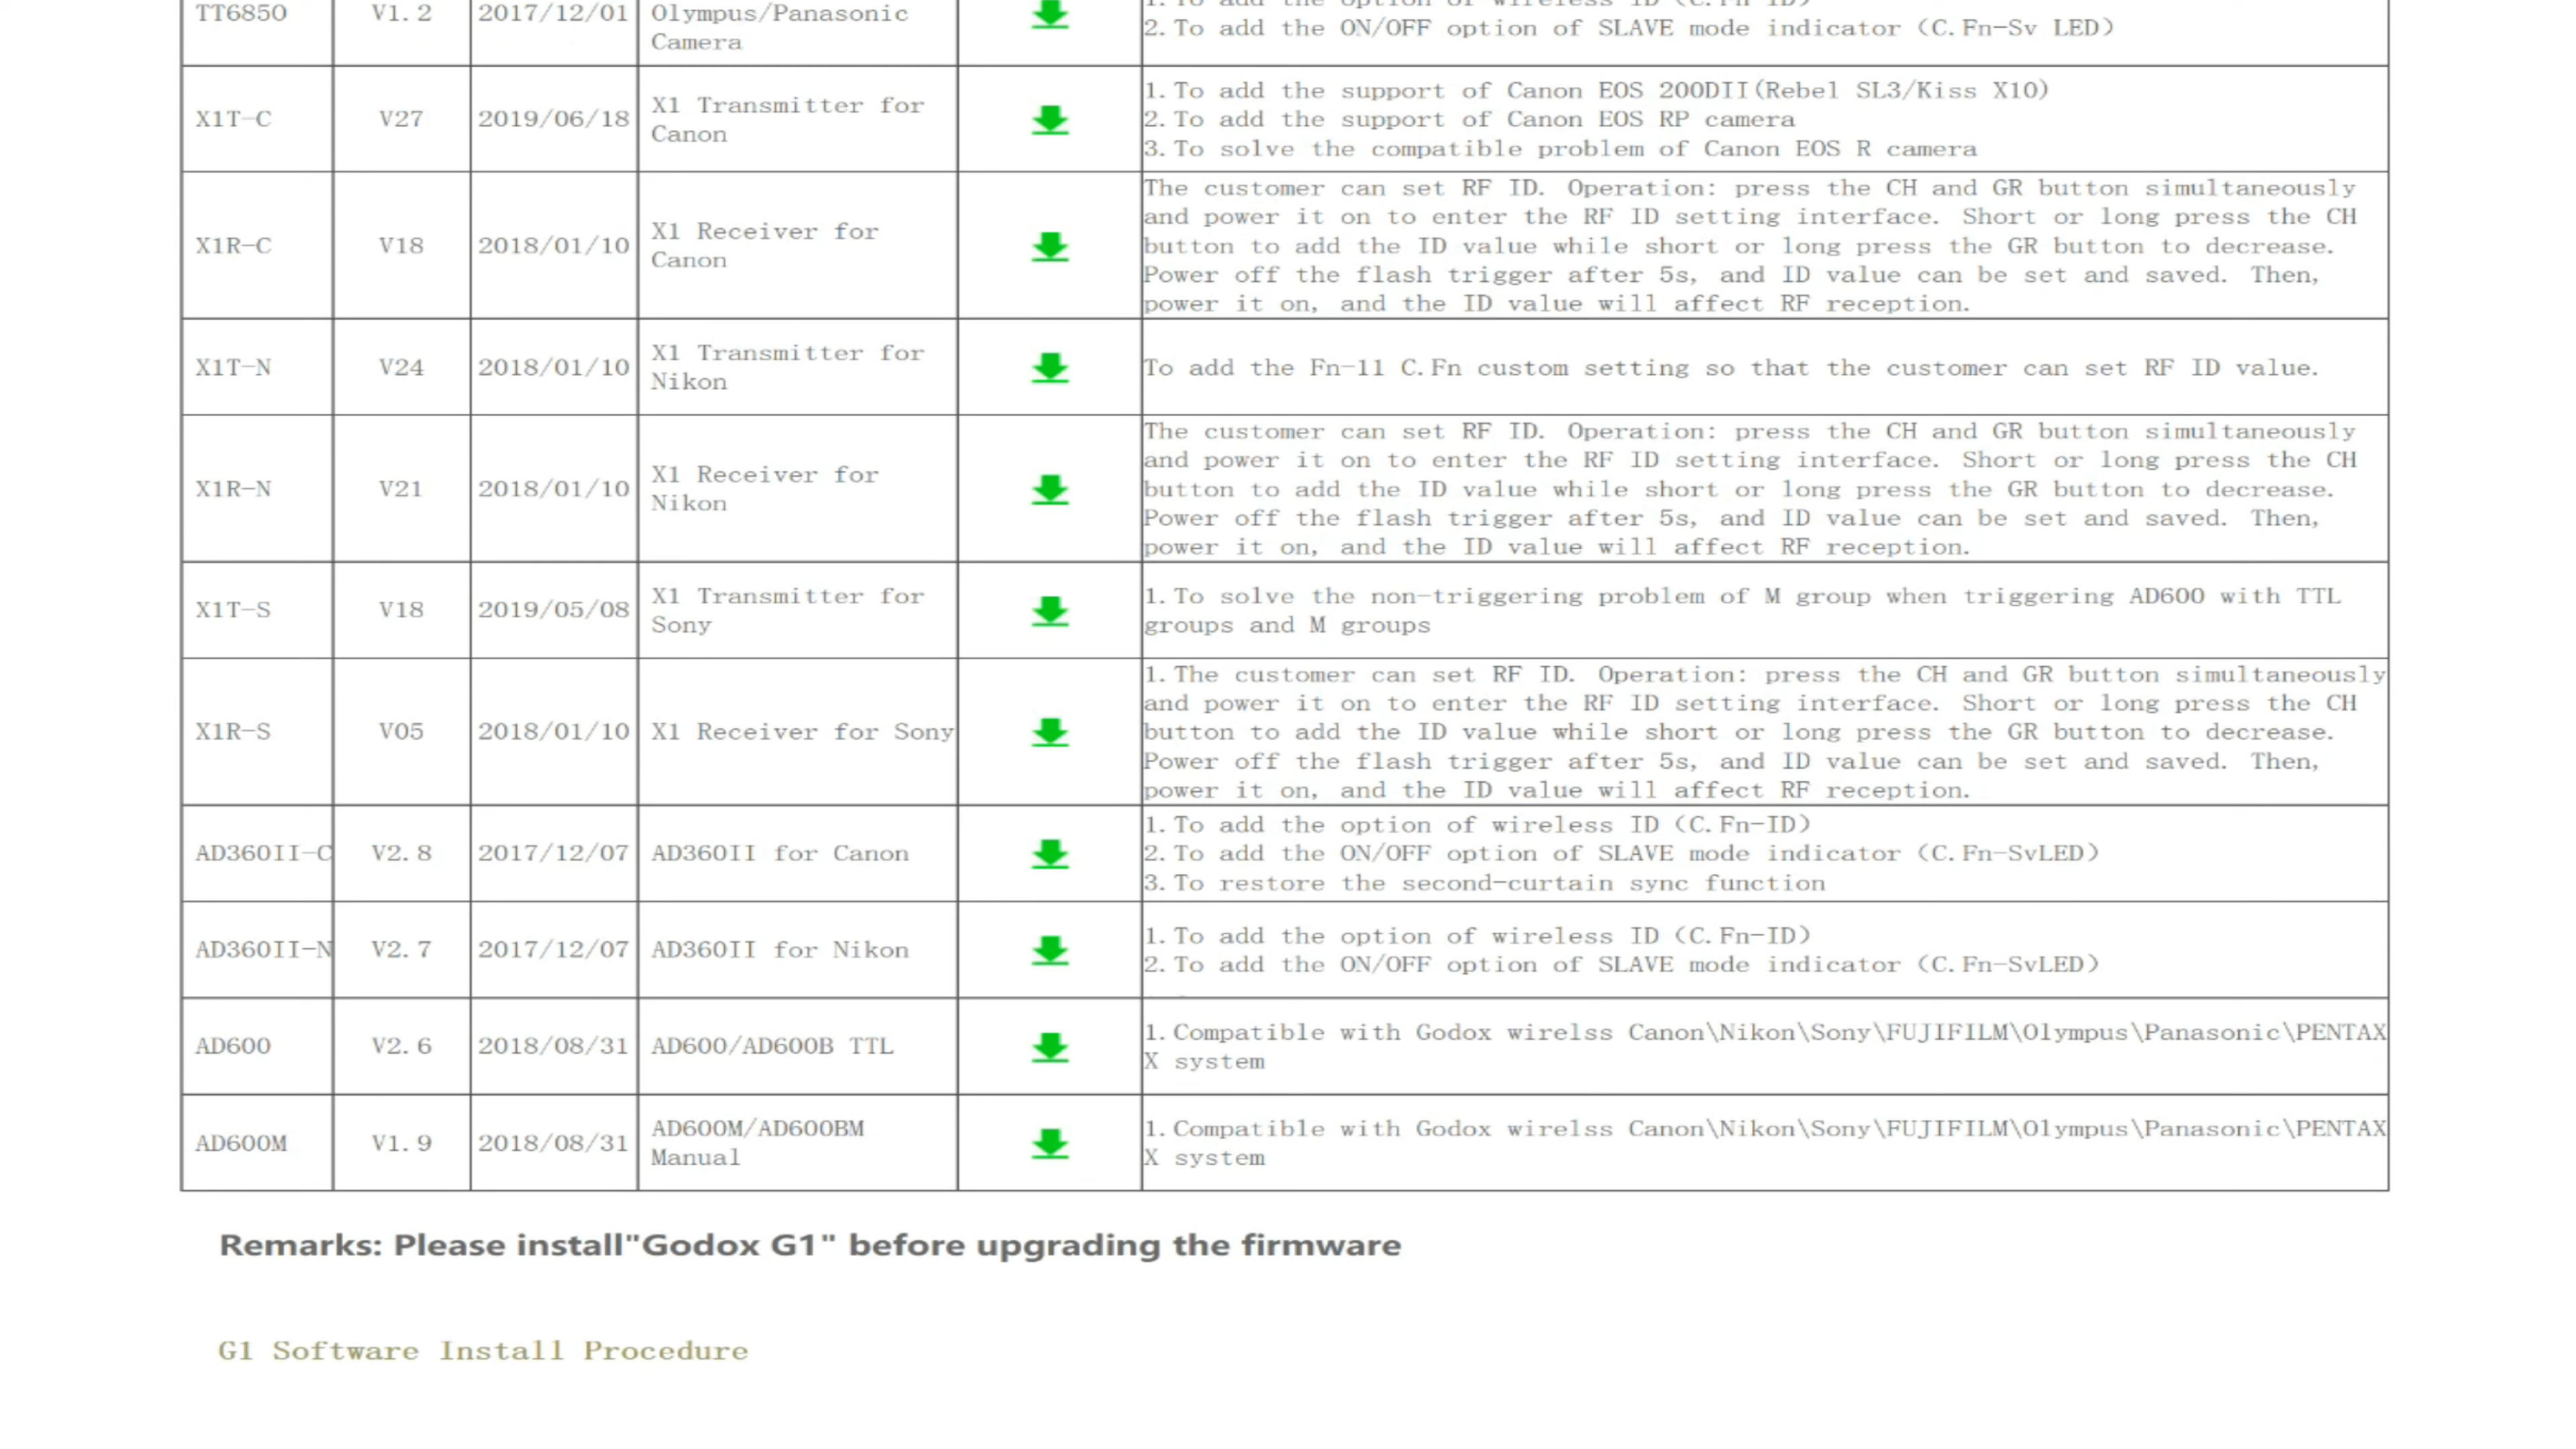 TT6850 V1.2 2017/12/01 Olympus/Panasonic
Camera
2. To add the ON/OFF option of SLAVE mode indicator (C.Fn-Sv LED)
X1T-C V27 2019/06/18 X1 Transmitter for
Canon
1. To add the support of Canon EOS 200DII(Rebel SL3/Kiss X10)
2. To add the support of Canon EOS RP camera
3. To solve the compatible problem of Canon EOS R camera
X1R-C V18 2018/01/10 X1 Receiver for
Canon
The customer can set RF ID. Operation: press the CH and GR button simultaneously
and power it on to enter the RF ID setting interface. Short or long press the CH
button to add the ID value while short or long press the GR button to decrease.
Power off the flash trigger after 5s, and ID value can be set and saved. Then,
power it on, and the ID value will affect RF reception.
X1T-N V24 2018/01/10 X1 Transmitter for
Nikon
To add the Fn-11 C.Fn custom setting so that the customer can set RF ID value.
X1R-N V21 2018/01/10 X1 Receiver for
Nikon
The customer can set RF ID. Operation: press the CH and GR button simultaneously
and power it on to enter the RF ID setting interface. Short or long press the CH
button to add the ID value while short or long press the GR button to decrease.
Power off the flash trigger after 5s, and ID value can be set and saved. Then,
power it on, and the ID value will affect RF reception.
X1T-S V18 2019/05/08 X1 Transmitter for
Sony
1. To solve the non-triggering problem of M group when triggering AD600 with TTL
groups and M groups
X1R-S V05 2018/01/10 X1 Receiver for Sony
1. The customer can set RF ID. Operation: press the CH and GR button simultaneously
and power it on to enter the RF ID setting interface. Short or long press the CH
button to add the ID value while short or long press the GR button to decrease.
Power off the flash trigger after 5s, and ID value can be set and saved. Then,
power it on, and the ID value will affect RF reception.
AD360II-C V2.8 2017/12/07 AD360II for Canon
1. To add the option of wireless ID (C.Fn-ID)
2. To add the ON/OFF option of SLAVE mode indicator (C.Fn-SvLED)
3. To restore the second-curtain sync function
AD360II-N V2.7 2017/12/07 AD360II for Nikon
1. To add the option of wireless ID (C.Fn-ID)
2. To add the ON/OFF option of SLAVE mode indicator (C.Fn-SvLED)
AD600 V2.6 2018/08/31 AD600/AD600B TTL
1. Compatible with Godox wirelss Canon\Nikon\Sony\FUJIFILM\Olympus\Panasonic\PENTAX
X system
AD600M V1.9 2018/08/31 AD600M/AD600BM
Manual
1. Compatible with Godox wirelss Canon\Nikon\Sony\FUJIFILM\Olympus\Panasonic\PENTAX
X system
Remarks: Please install"Godox G1" before upgrading the firmware
G1 Software Install Procedure